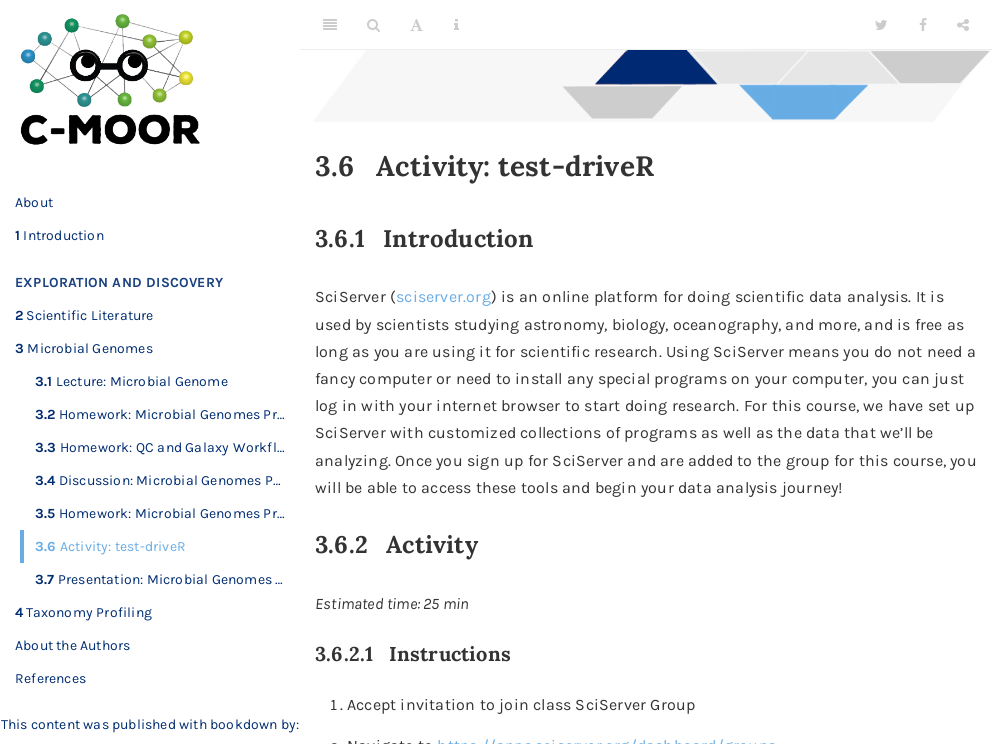 C-MOOR
About
1 Introduction
EXPLORATION AND DISCOVERY
2 Scientific Literature
3 Microbial Genomes
3.1 Lecture: Microbial Genome
3.2 Homework: Microbial Genomes Pr...
3.3 Homework: QC and Galaxy Workfl...
3.4 Discussion: Microbial Genomes P...
3.5 Homework: Microbial Genomes Pr...
3.6 Activity: test-driveR
3.7 Presentation: Microbial Genomes ...
4 Taxonomy Profiling
About the Authors
References
This content was published with bookdown by:
3.6 Activity: test-driveR
3.6.1 Introduction
SciServer (sciserver.org) is an online platform for doing scientific data analysis. It is
used by scientists studying astronomy, biology, oceanography, and more, and is free as
long as you are using it for scientific research. Using SciServer means you do not need a
fancy computer or need to install any special programs on your computer, you can just
log in with your internet browser to start doing research. For this course, we have set up
SciServer with customized collections of programs as well as the data that we’ll be
analyzing. Once you sign up for SciServer and are added to the group for this course, you
will be able to access these tools and begin your data analysis journey!
3.6.2 Activity
Estimated time: 25 min
3.6.2.1 Instructions
1. Accept invitation to join class SciServer Group
2. Navigate to https://apps.sciserver.org/dashboard/groups